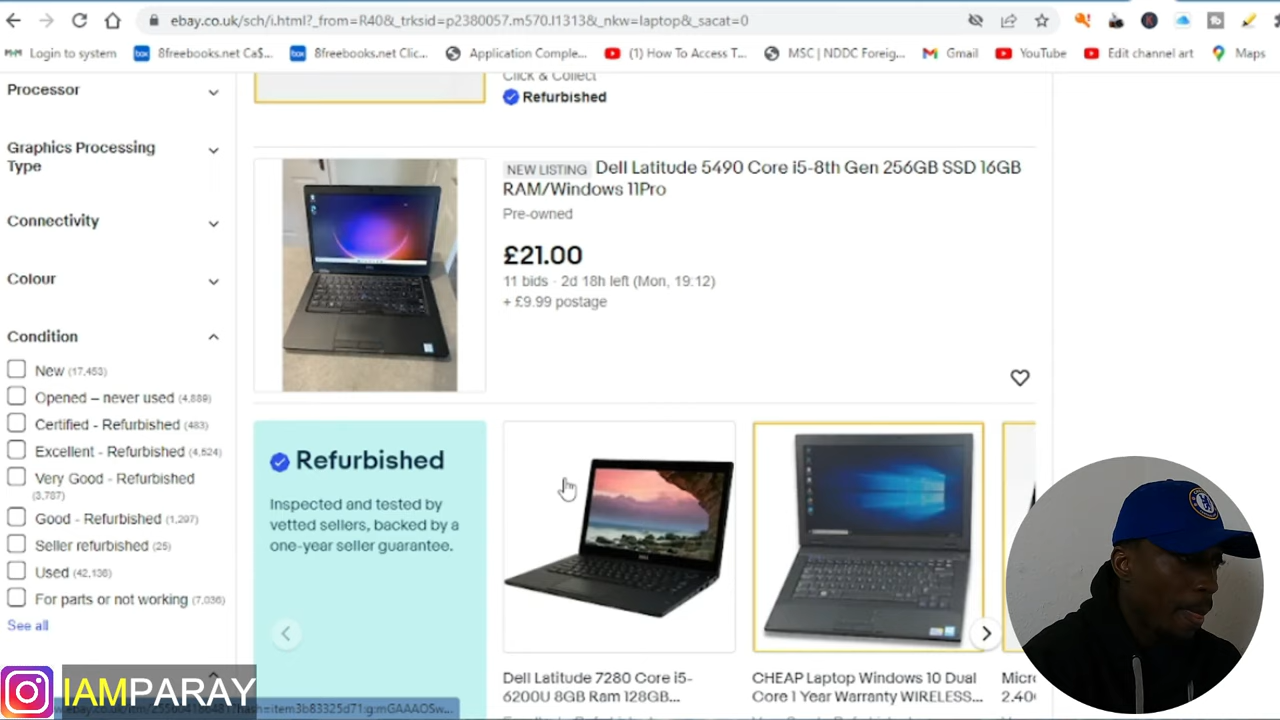 ebay.co.uk/sch/i.html?_from=R40&_trksid=p2380057.m570.l1313&_nkw=laptop&_sacat=0
Login to system
8freebooks.net Ca$...
8freebooks.net Clic...
Application Comple...
(1) How To Access T...
MSC | NDDC Foreig...
Gmail
YouTube
Edit channel art
Maps
Click & Collect
Refurbished
Processor
Graphics Processing
Type
Connectivity
Colour
Condition
New (17,453)
Opened – never used (4,889)
Certified - Refurbished (483)
Excellent - Refurbished (4,524)
Very Good - Refurbished
(3,787)
Good - Refurbished (1,297)
Seller refurbished (25)
Used (42,136)
For parts or not working (7,036)
See all
NEW LISTING Dell Latitude 5490 Core i5-8th Gen 256GB SSD 16GB
RAM/Windows 11Pro
Pre-owned
£21.00
11 bids · 2d 18h left (Mon, 19:12)
+ £9.99 postage
Refurbished
Inspected and tested by
vetted sellers, backed by a
one-year seller guarantee.
Dell Latitude 7280 Core i5-
6200U 8GB Ram 128GB...
CHEAP Laptop Windows 10 Dual
Core 1 Year Warranty WIRELESS...
Micro
2.40
IAMPARAY